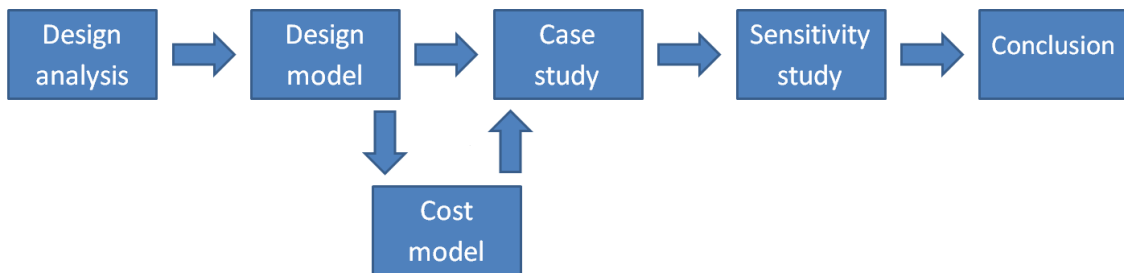 Design
analysis
Design
model
Case
study
Sensitivity
study
Conclusion
Cost
model